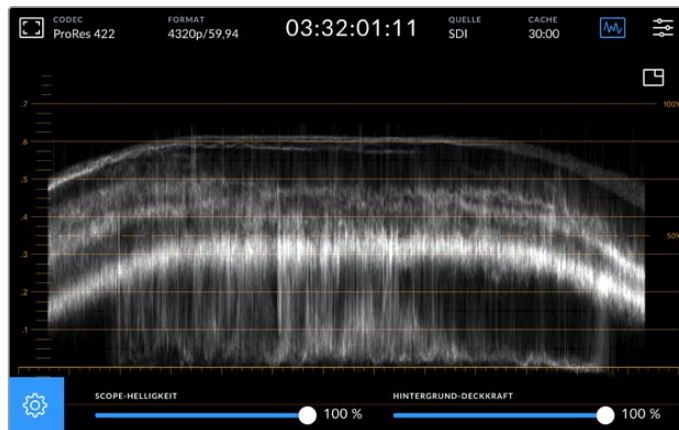 CODEC
ProRes 422
FORMAT
4320p/59,94
03:32:01:11
QUELLE
SDI
CACHE
30:00
.7
100%
.6
.5
.4
50%
.3
.2
.1
SCOPE-HELLIGKEIT
100 %
HINTERGRUND-DECKKRAFT
100 %